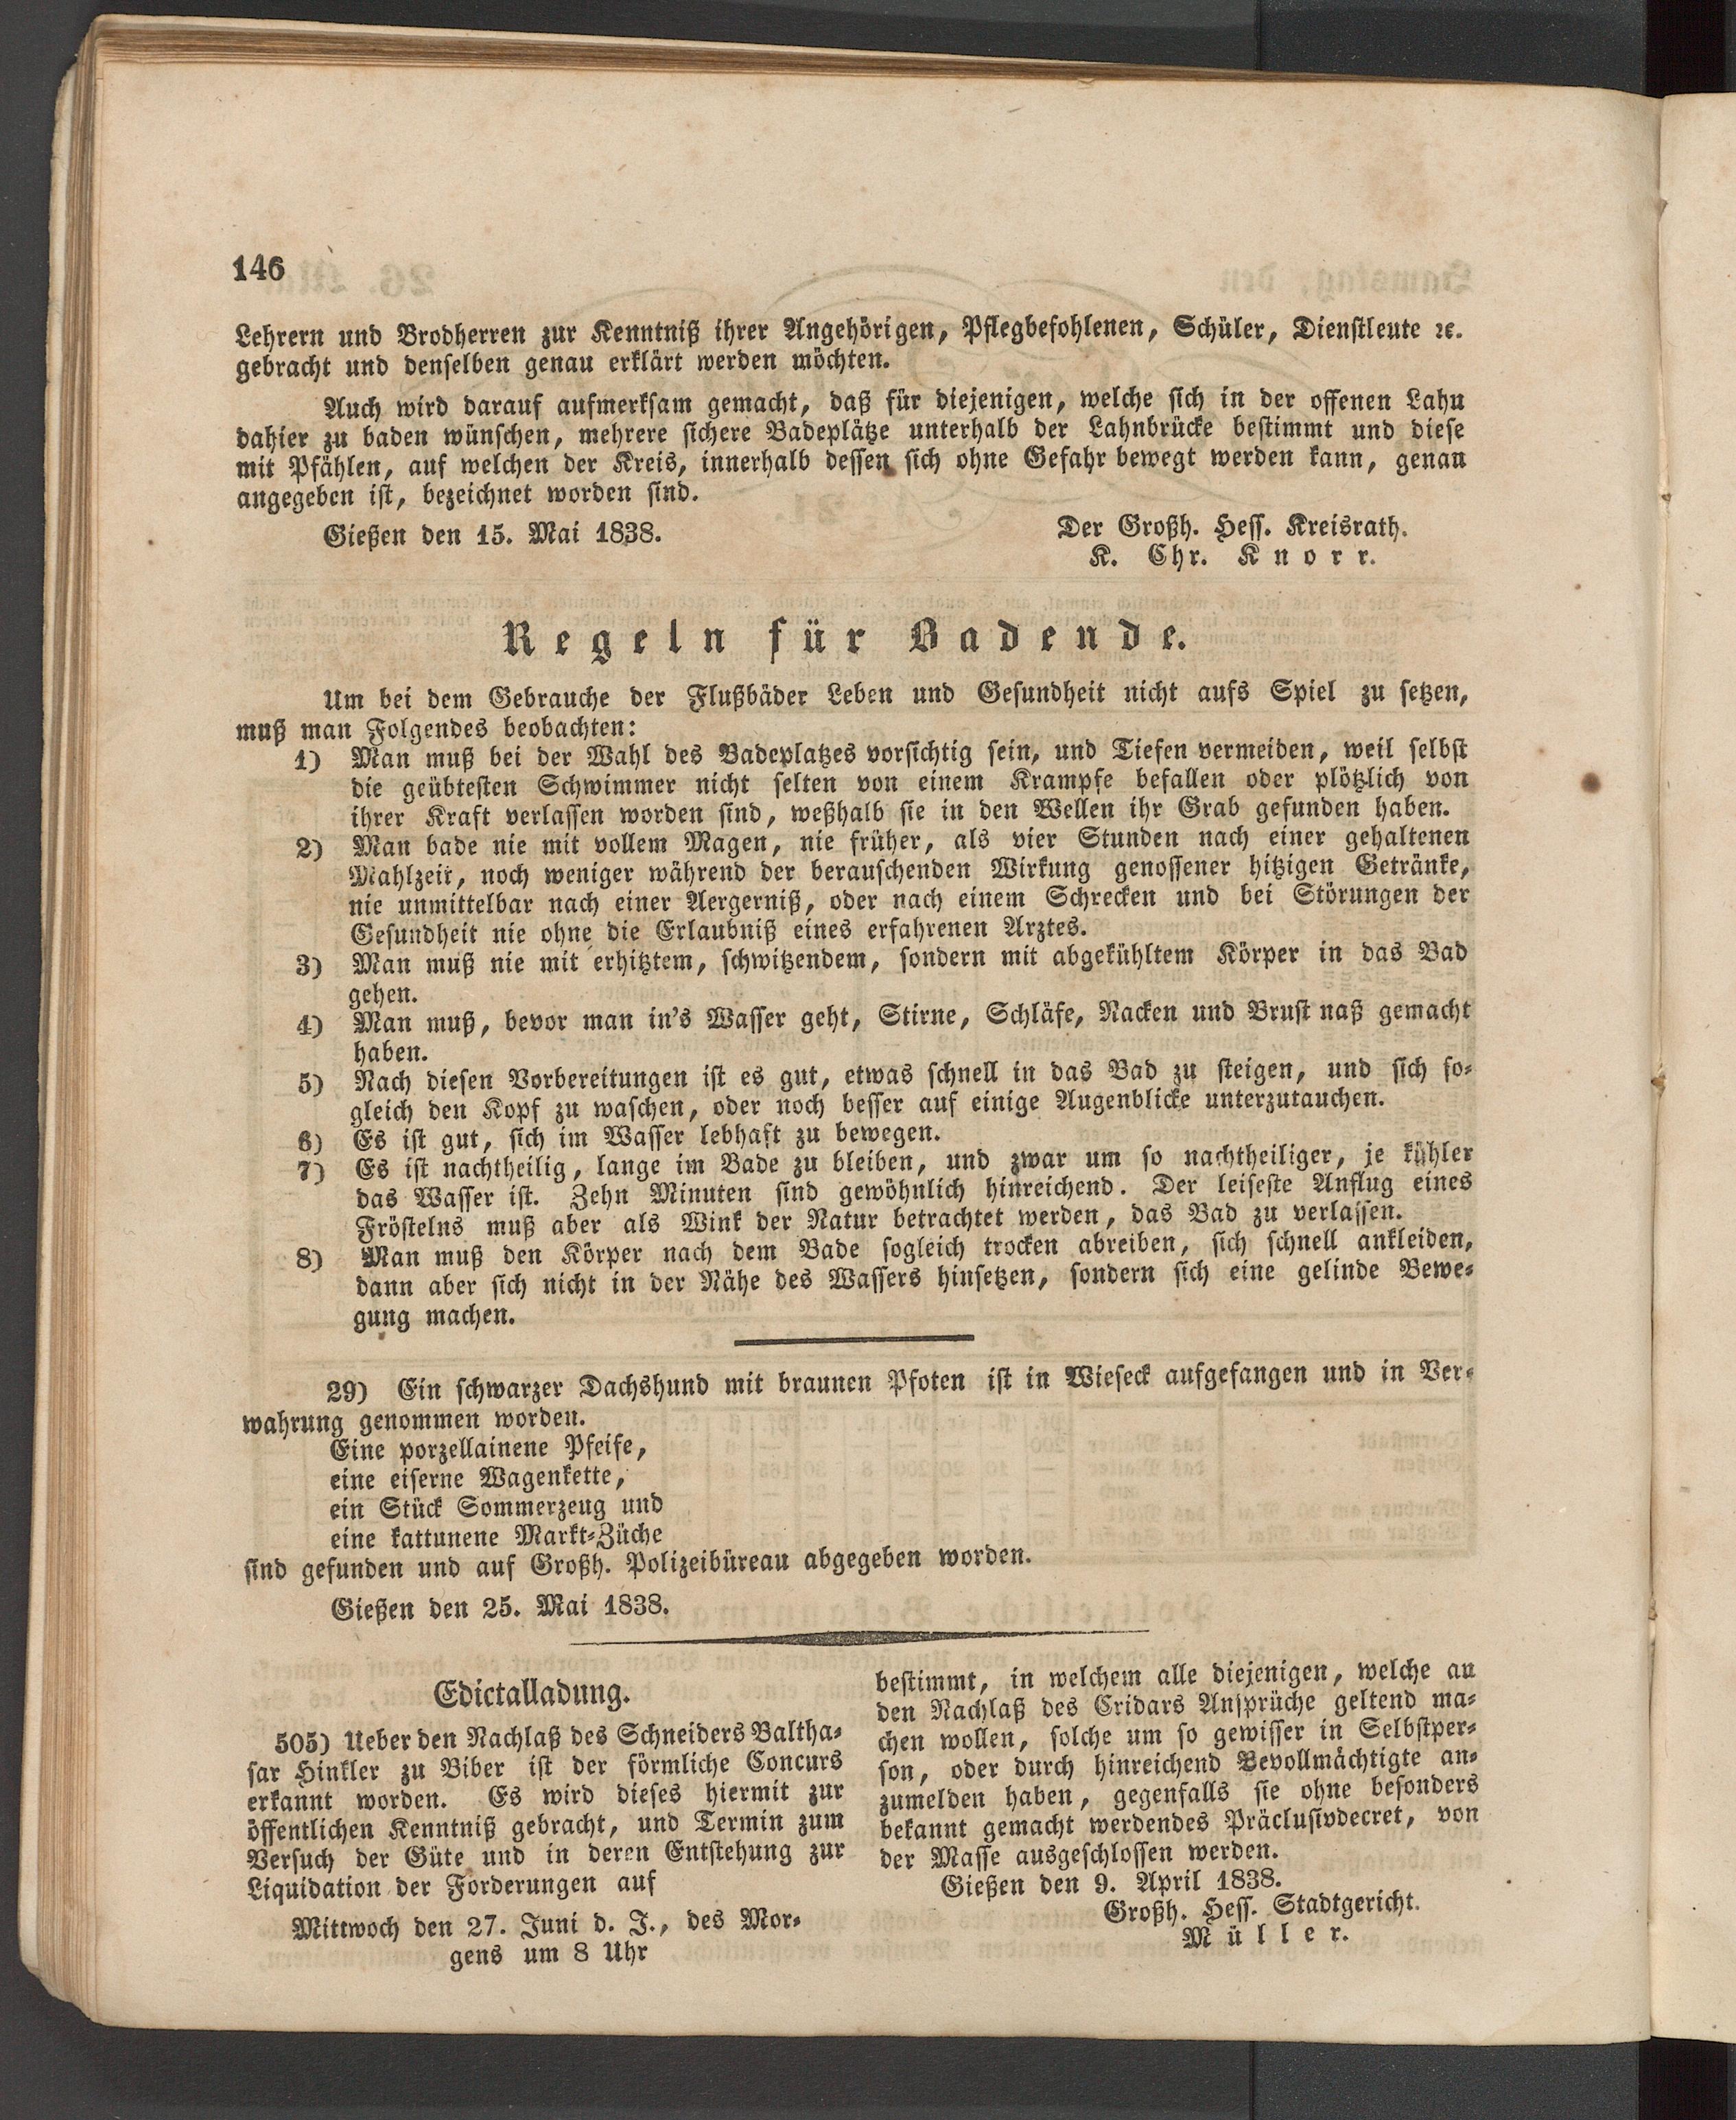 146
Lehrern und Brodherren zur Kenntniß ihrer Angehörigen, Pflegbefohlenen, Schüler, Dienstleute ꝛc.
gebracht und denselben genau erklärt werden möchten.
Auch wird darauf aufmerksam gemacht, daß für diejenigen, welche sich in der offenen Lahn
dahier zu baden wünschen, mehrere sichere Badeplätze unterhalb der Lahnbrücke bestimmt und diese
mit Pfählen, auf welchen der Kreis, innerhalb dessen sich ohne Gefahr bewegt werden kann, genau
angegeben ist, bezeichnet worden sind.
Gießen den 15. Mai 1838.
Der Großh. Hess. Kreisrath.
K. Chr. Knorr.
Regeln für Badende.
Um bei dem Gebrauche der Flußbäder Leben und Gesundheit nicht aufs Spiel zu setzen,
muß man Folgendes beobachten:
1) Man muß bei der Wahl des Badeplatzes vorsichtig sein, und Tiefen vermeiden, weil selbst
die geübtesten Schwimmer nicht selten von einem Krampfe befallen oder plötzlich von
ihrer Kraft verlassen worden sind, weßhalb sie in den Wellen ihr Grab gefunden haben.
2) Man bade nie mit vollem Magen, nie früher, als vier Stunden nach einer gehaltenen
Mahlzeit, noch weniger während der berauschenden Wirkung genossener hitzigen Getränke,
nie unmittelbar nach einer Aergerniß, oder nach einem Schrecken und bei Störungen der
Gesundheit nie ohne die Erlaubniß eines erfahrenen Arztes.
3) Man muß nie mit erhitztem, schwitzendem, sondern mit abgekühltem Körper in das Bad
gehen.
4) Man muß, bevor man in's Wasser geht, Stirne, Schläfe, Nacken und Brust naß gemacht
haben.
5) Nach diesen Vorbereitungen ist es gut, etwas schnell in das Bad zu steigen, und sich so-
gleich den Kopf zu waschen, oder noch besser auf einige Augenblicke unterzutauchen.
6) Es ist gut, sich im Wasser lebhaft zu bewegen.
7) Es ist nachtheilig, lange im Bade zu bleiben, und zwar um so nachtheiliger, je kühler
das Wasser ist. Zehn Minuten sind gewöhnlich hinreichend. Der leiseste Anflug eines
Fröstelns muß aber als Wink der Natur betrachtet werden, das Bad zu verlassen.
8) Man muß den Körper nach dem Bade sogleich trocken abreiben, sich schnell ankleiden,
dann aber sich nicht in der Nähe des Wassers hinsetzen, sondern sich eine gelinde Bewe-
gung machen.
29) Ein schwarzer Dachshund mit braunen Pfoten ist in Wieseck aufgefangen und in Ver-
wahrung genommen worden.
Eine porzellainene Pfeife,
eine eiserne Wagenkette,
ein Stück Sommerzeug und
eine kattunene Markt-Züche
sind gefunden und auf Großh. Polizeibüreau abgegeben worden.
Gießen den 25. Mai 1838.
Edictalladung.
505) Ueber den Nachlaß des Schneiders Baltha-
sar Hinkler zu Biber ist der förmliche Concurs
erkannt worden. Es wird dieses hiermit zur
öffentlichen Kenntniß gebracht, und Termin zum
Versuch der Güte und in deren Entstehung zur
Liquidation der Forderungen auf
Mittwoch den 27. Juni d. J., des Mor-
gens um 8 Uhr
bestimmt, in welchem alle diejenigen, welche an
den Nachlaß des Cridars Ansprüche geltend ma-
chen wollen, solche um so gewisser in Selbstper-
son, oder durch hinreichend Bevollmächtigte an-
zumelden haben, gegenfalls sie ohne besonders
bekannt gemacht werdendes Präclusivdecret, von
der Masse ausgeschlossen werden.
Gießen den 9. April 1838.
Großh. Hess. Stadtgericht.
Müller.